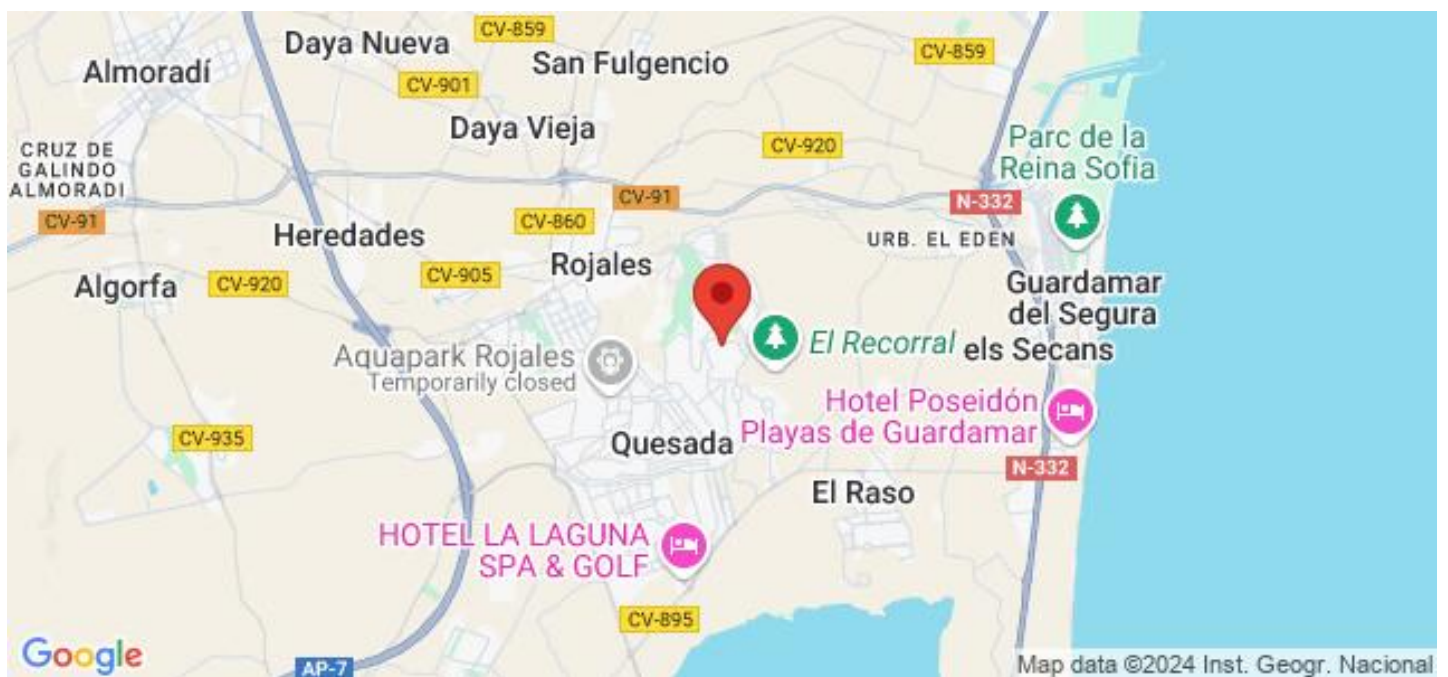 Daya Nueva
CV-859
CV-859
San Fulgencio
Almoradí
CV-901
Daya Vieja
CV-920
Parc de la
Reina Sofia
CRUZ DE
GALINDO
ALMORADI
CV-91
CV-91
CV-860
N-332
Heredades
URB. EL EDEN
Rojales
CV-905
Algorfa
CV-920
Guardamar
del Segura
Aquapark Rojales
Temporarily closed
El Recorral
els Secans
Hotel Poseidón
Playas de Guardamar
CV-935
Quesada
N-332
El Raso
HOTEL LA LAGUNA
SPA & GOLF
CV-895
Google
AP-7
Map data ©2024 Inst. Geogr. Nacional